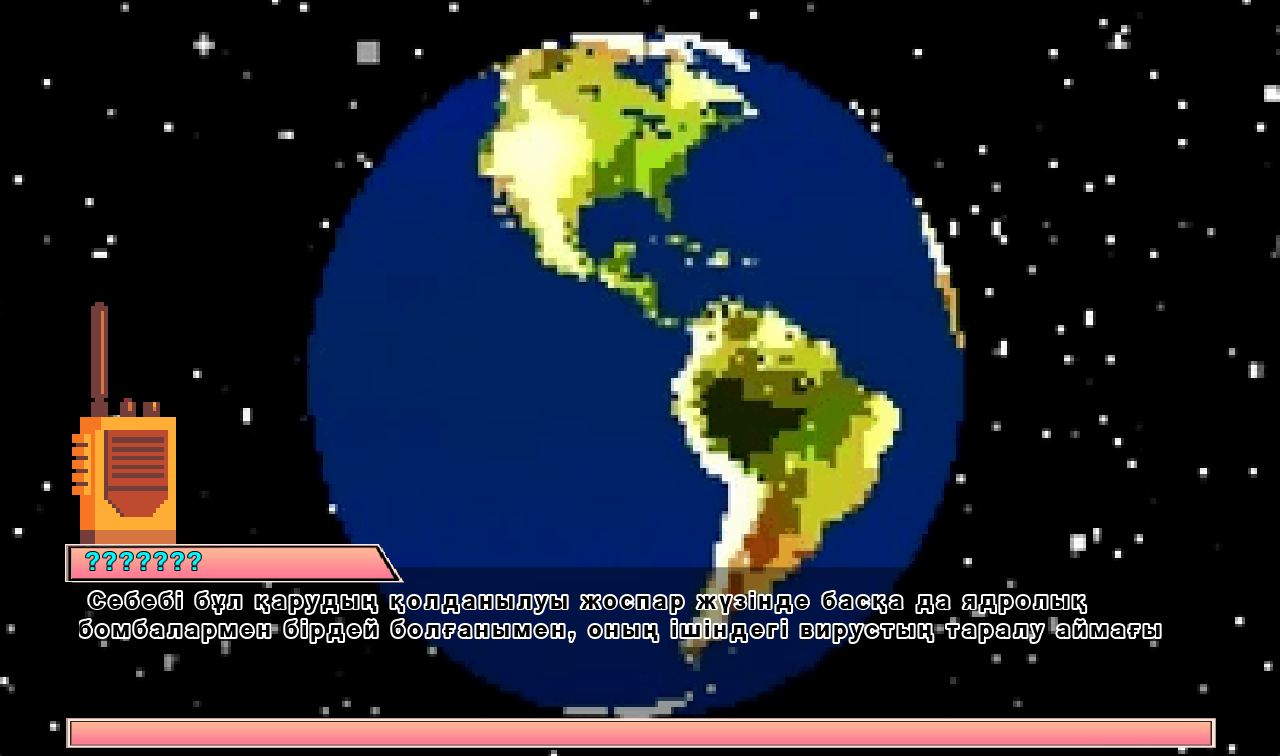 ???????
Себебі бұл қарудың қолданылуы жоспар жүзінде басқа да ядролық
бомбалармен бірдей болғанымен, оның ішіндегі вирустың таралу аймағы